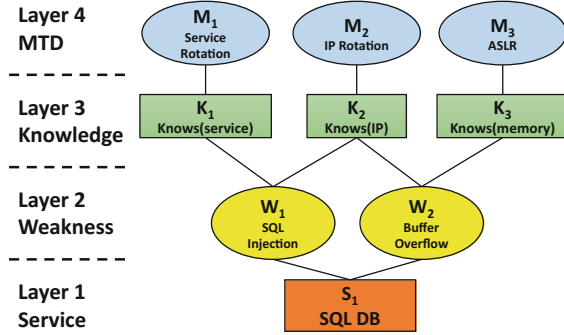 Layer 4
MTD
M1
Service
Rotation
M2
IP Rotation
M3
ASLR
Layer 3
Knowledge
K1
Knows(service)
K2
Knows(IP)
K3
Knows(memory)
Layer 2
Weakness
W1
SQL
Injection
W2
Buffer
Overflow
Layer 1
Service
S1
SQL DB